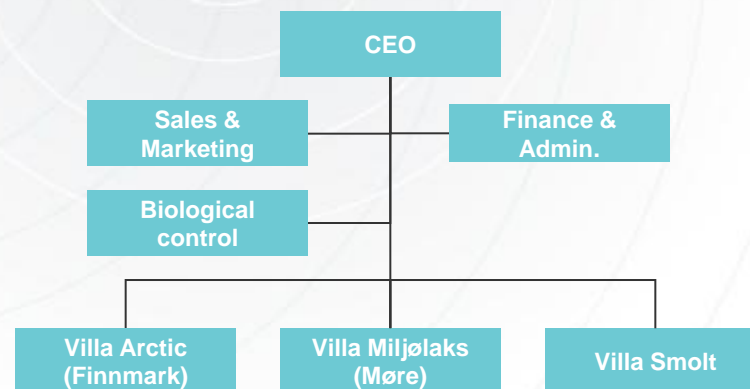 CEO
Sales &
Marketing
Finance &
Admin.
Biological
control
Villa Arctic
(Finnmark)
Villa Miljølaks
(Møre)
Villa Smolt